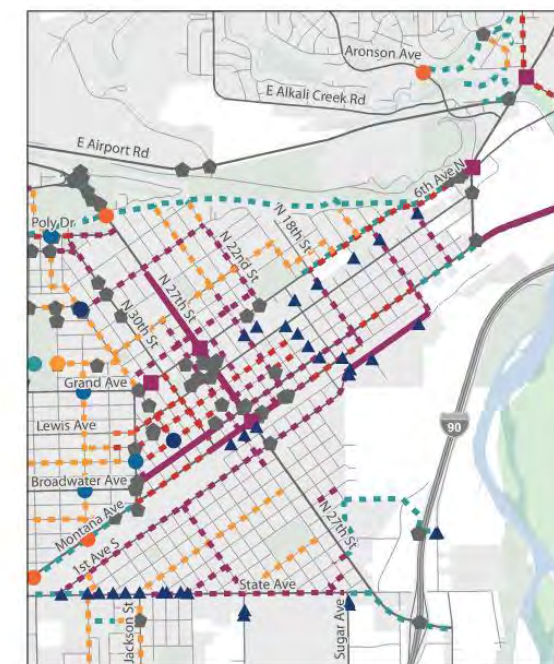 Aronson Ave
E Alkali Creek Rd
E Airport Rd
6th Ave N
Poly Dr
N 18th St
N 22nd St
N 27th St
N 30th St
Grand Ave
Lewis Ave
90
Broadwater Ave
Montana Ave
N 27th St
1st Ave S
State Ave
Jackson St
Sugar Ave